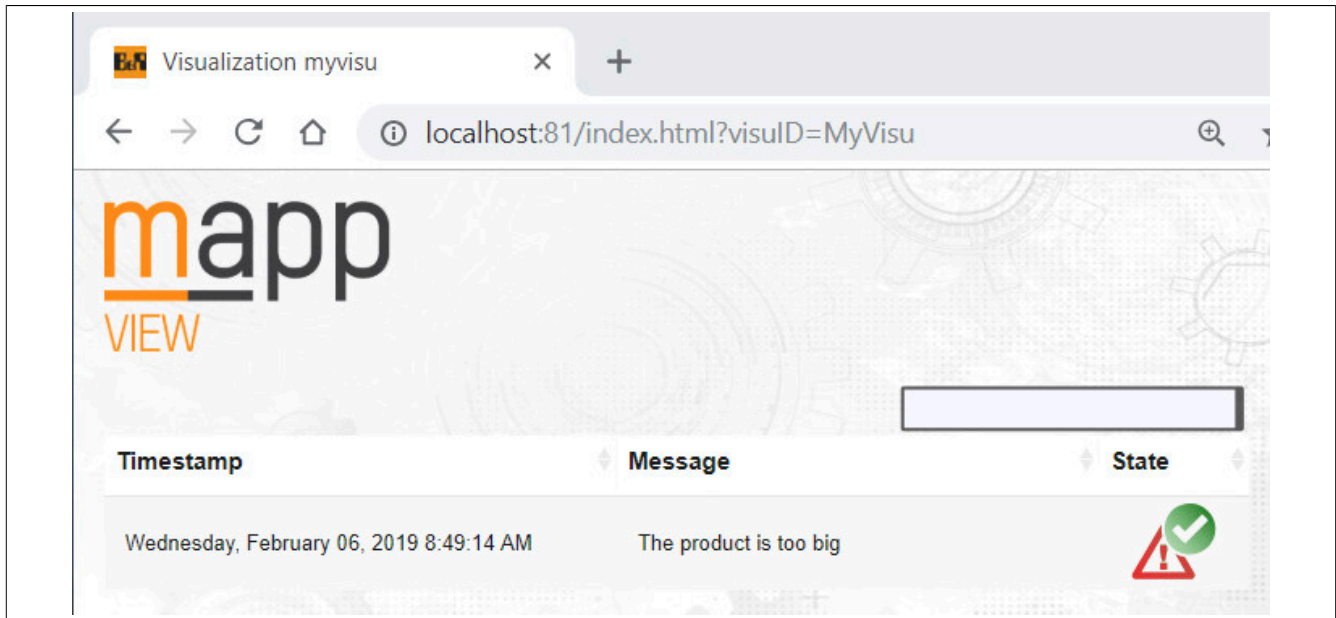 B&R Visualization myvisu
localhost:81/index.html?visuID=MyVisu
mapp
VIEW
Timestamp Message State
Wednesday, February 06, 2019 8:49:14 AM The product is too big